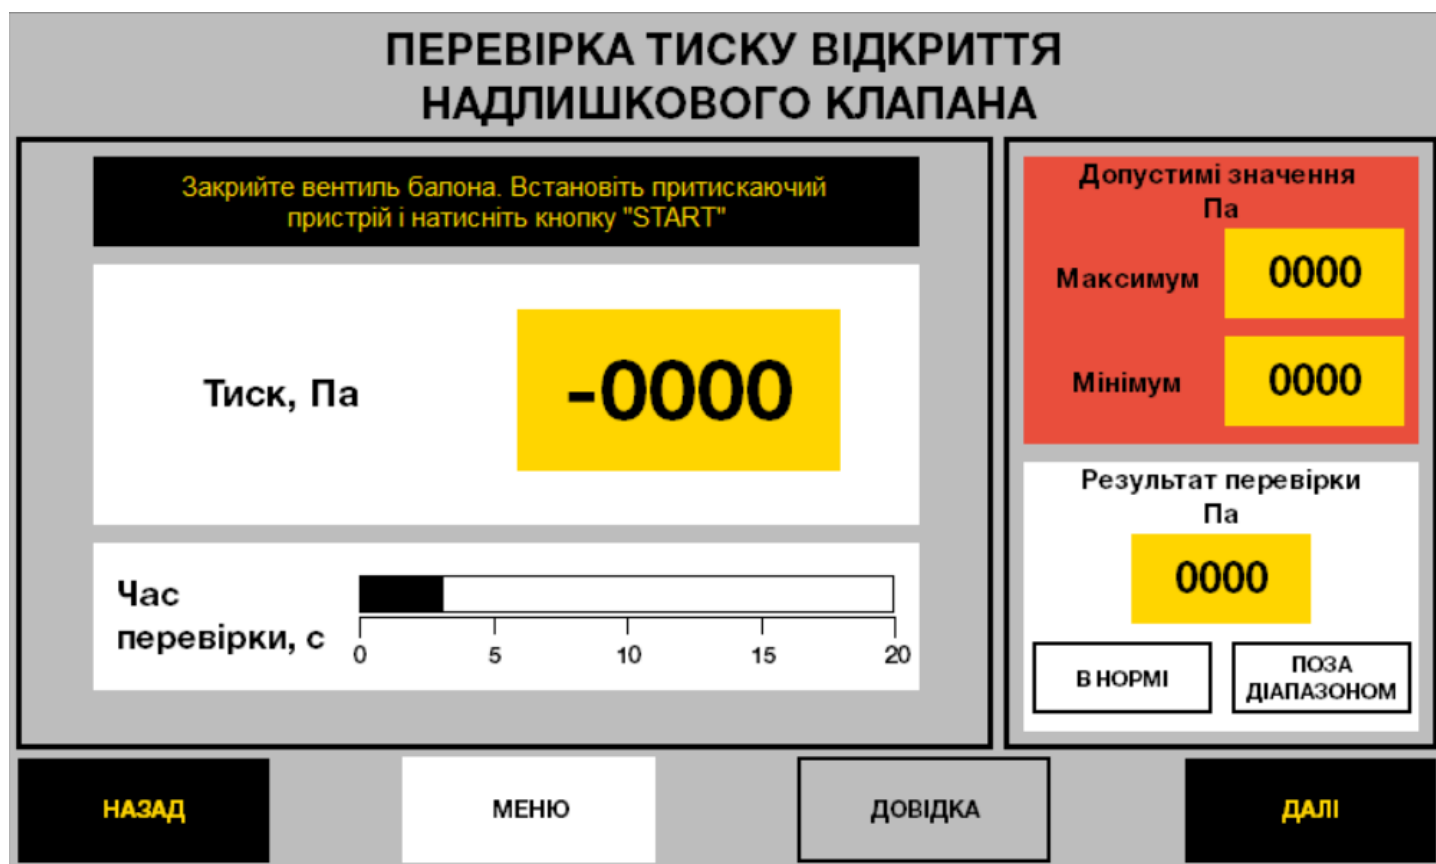 ПЕРЕВІРКА ТИСКУ ВІДКРИТТЯ
НАДЛИШКОВОГО КЛАПАНА
Закрийте вентиль балона. Встановіть притискаючий
пристрій і натисніть кнопку "START"
Тиск, Па
-0000
Час
перевірки, с
0 5 10 15 20
Допустимі значення
Па
Максимум 0000
Мінімум 0000
Результат перевірки
Па
0000
В НОРМІ
ПОЗА
ДІАПАЗОНОМ
НАЗАД
МЕНЮ
ДОВІДКА
ДАЛІ